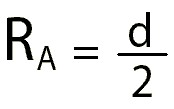 R_A = d/2